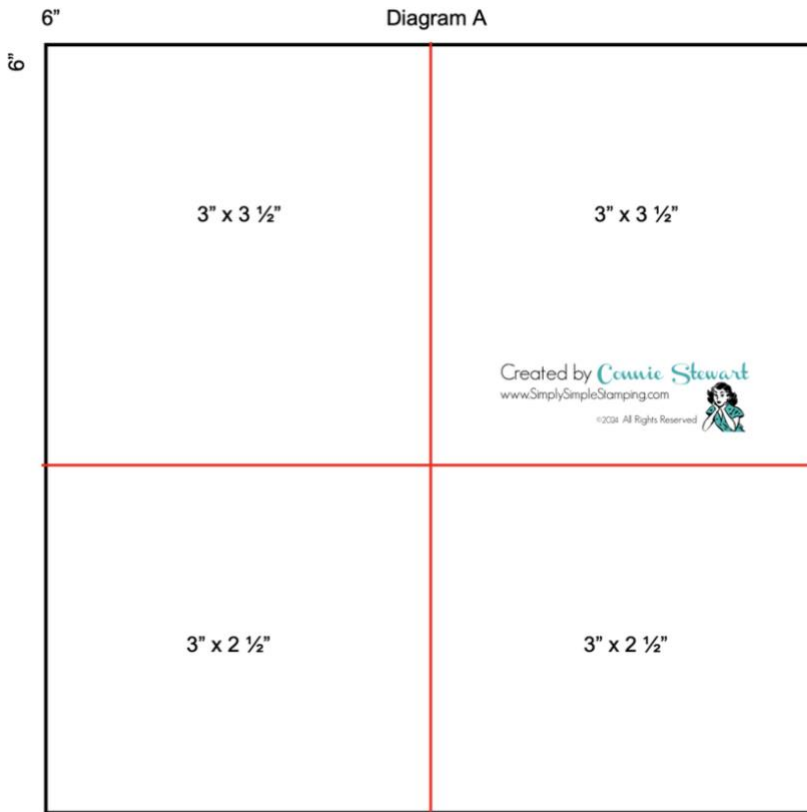 6” Diagram A
6”
3” x 3 ½” 3” x 3 ½”
Created by Connie Stewart
www.SimplySimpleStamping.com
©2024 All Rights Reserved
3” x 2 ½” 3” x 2 ½”